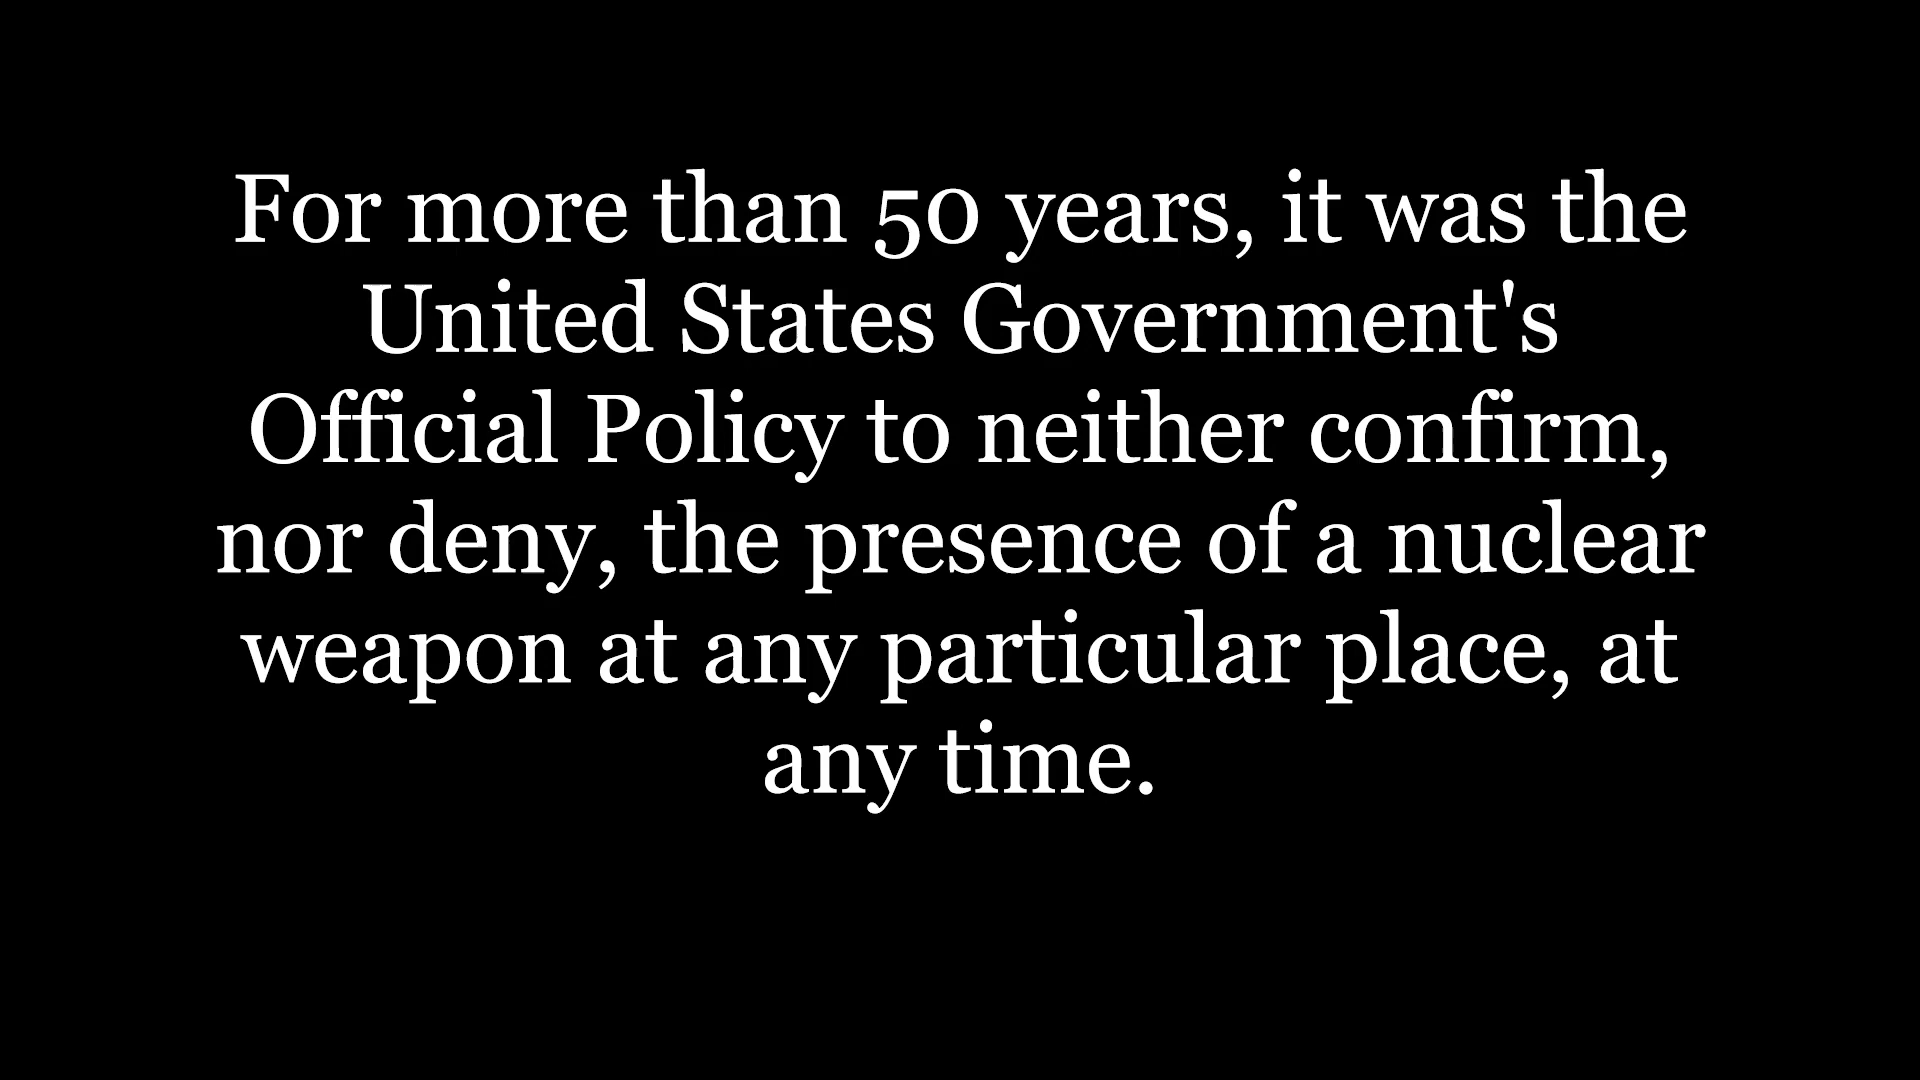 For more than 50 years, it was the
United States Government's
Official Policy to neither confirm,
nor deny, the presence of a nuclear
weapon at any particular place, at
any time.